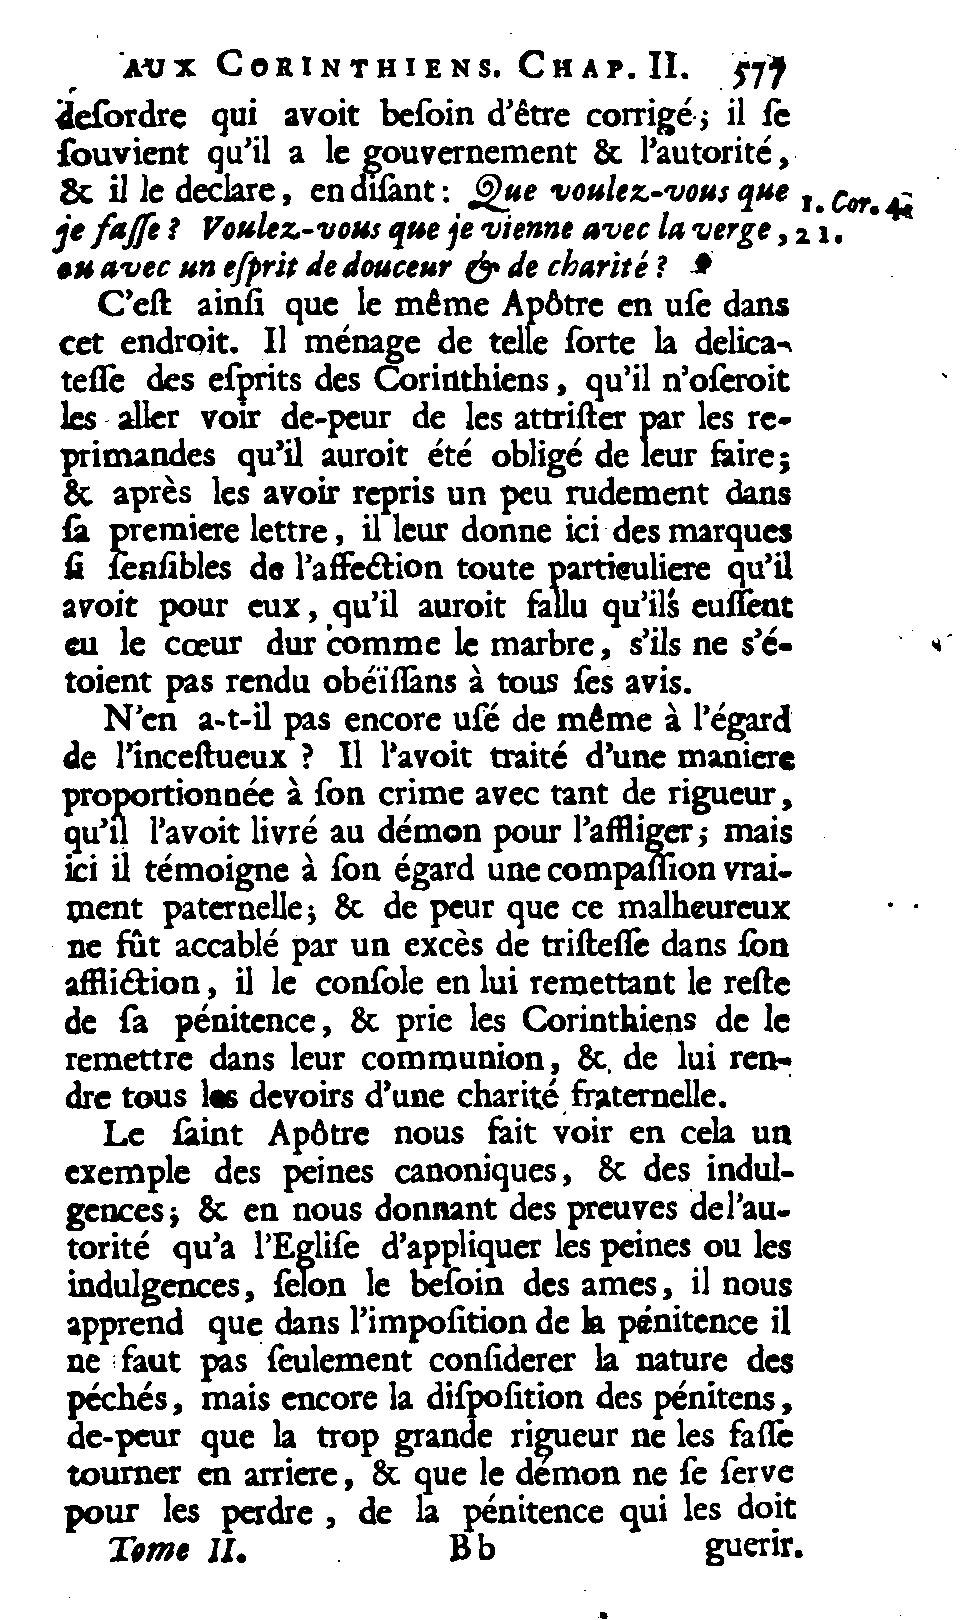 AUX CORINTHIENS. CHAP. II. 577
deſordre qui avoit beſoin d'être corrigé; il ſe
ſouvient qu'il a le gouvernement & l'autorité,
& il le declare, en diſant: Que voulez-vous que
je faſſe? Voulez-vous que je vienne avec la verge,
ou avec un eſprit de douceur & de charité?
1. Cor. 4.
21.
C'eſt ainſi que le même Apôtre en uſe dans
cet endroit. Il ménage de telle ſorte la delica-
teſſe des eſprits des Corinthiens, qu'il n'oſeroit
les aller voir de-peur de les attriſter par les re-
primandes qu'il auroit été obligé de leur faire;
& après les avoir repris un peu rudement dans
ſa premiere lettre, il leur donne ici des marques
ſi ſenſibles de l'affection toute particuliere qu'il
avoit pour eux, qu'il auroit fallu qu'ils euſſent
eu le cœur dur comme le marbre, s'ils ne s'é-
toient pas rendu obéïſſans à tous ſes avis.
N'en a-t-il pas encore uſé de même à l'égard
de l'inceſtueux? Il l'avoit traité d'une maniere
proportionnée à ſon crime avec tant de rigueur,
qu'il l'avoit livré au démon pour l'affliger; mais
ici il témoigne à ſon égard une compaſſion vrai-
ment paternelle; & de peur que ce malheureux
ne fût accablé par un excès de triſteſſe dans ſon
affliction, il le conſole en lui remettant le reſte
de ſa pénitence, & prie les Corinthiens de le
remettre dans leur communion, & de lui ren-
dre tous les devoirs d'une charité fraternelle.
Le ſaint Apôtre nous fait voir en cela un
exemple des peines canoniques, & des indul-
gences; & en nous donnant des preuves de l'au-
torité qu'a l'Egliſe d'appliquer les peines ou les
indulgences, ſelon le beſoin des ames, il nous
apprend que dans l'impoſition de la pénitence il
ne faut pas ſeulement conſiderer la nature des
péchés, mais encore la diſpoſition des pénitens,
de-peur que la trop grande rigueur ne les faſſe
tourner en arriere, & que le démon ne ſe ſerve
pour les perdre, de la pénitence qui les doit
Tome II. Bb guerir.